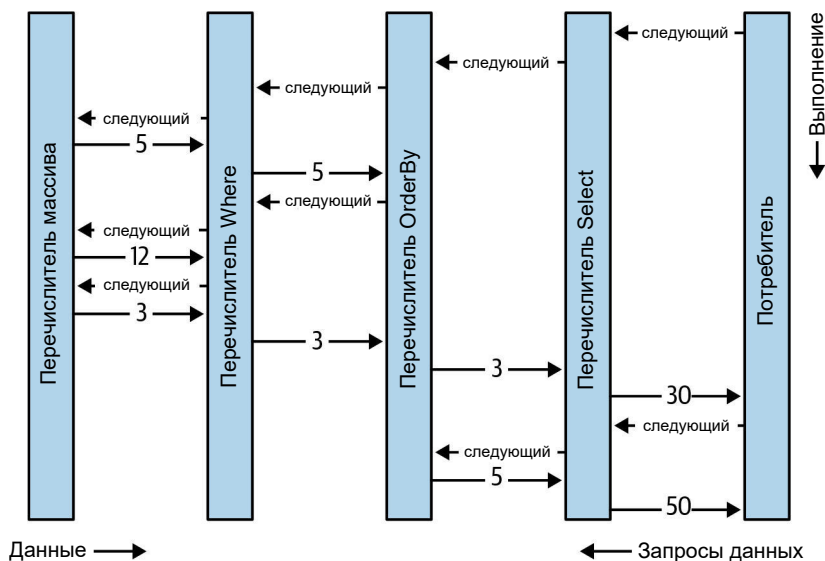 следующий
следующий
следующий
следующий
5
5
следующий
следующий
12
следующий
3
3
3
30
следующий
следующий
5
50
Перечислитель массива
Перечислитель Where
Перечислитель OrderBy
Перечислитель Select
Потребитель
Выполнение
Данные
Запросы данных